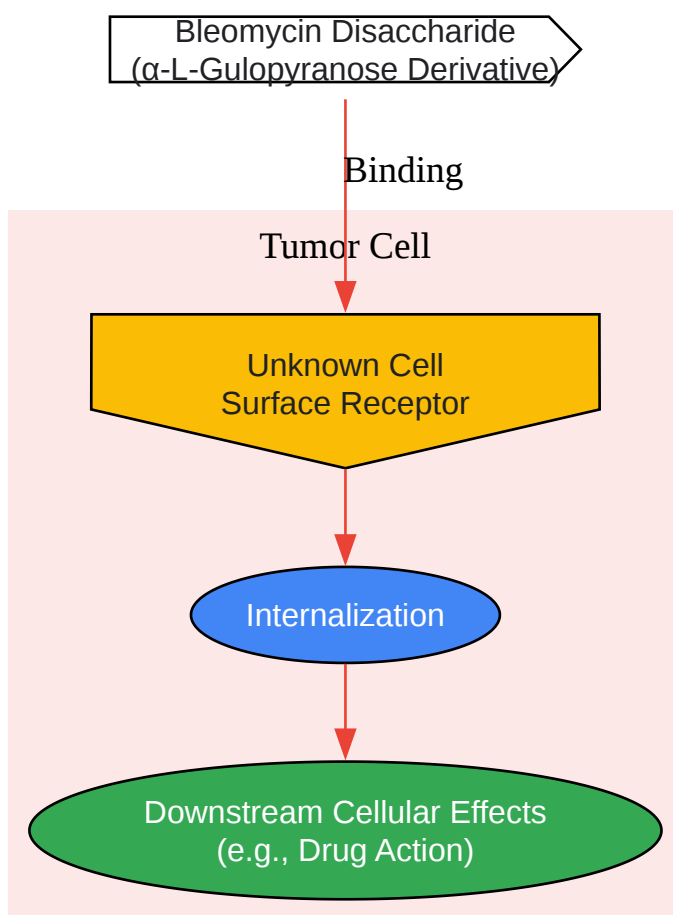 Bleomycin Disaccharide
(α-L-Gulopyranose Derivative)
Binding
Tumor Cell
Unknown Cell
Surface Receptor
Internalization
Downstream Cellular Effects
(e.g., Drug Action)